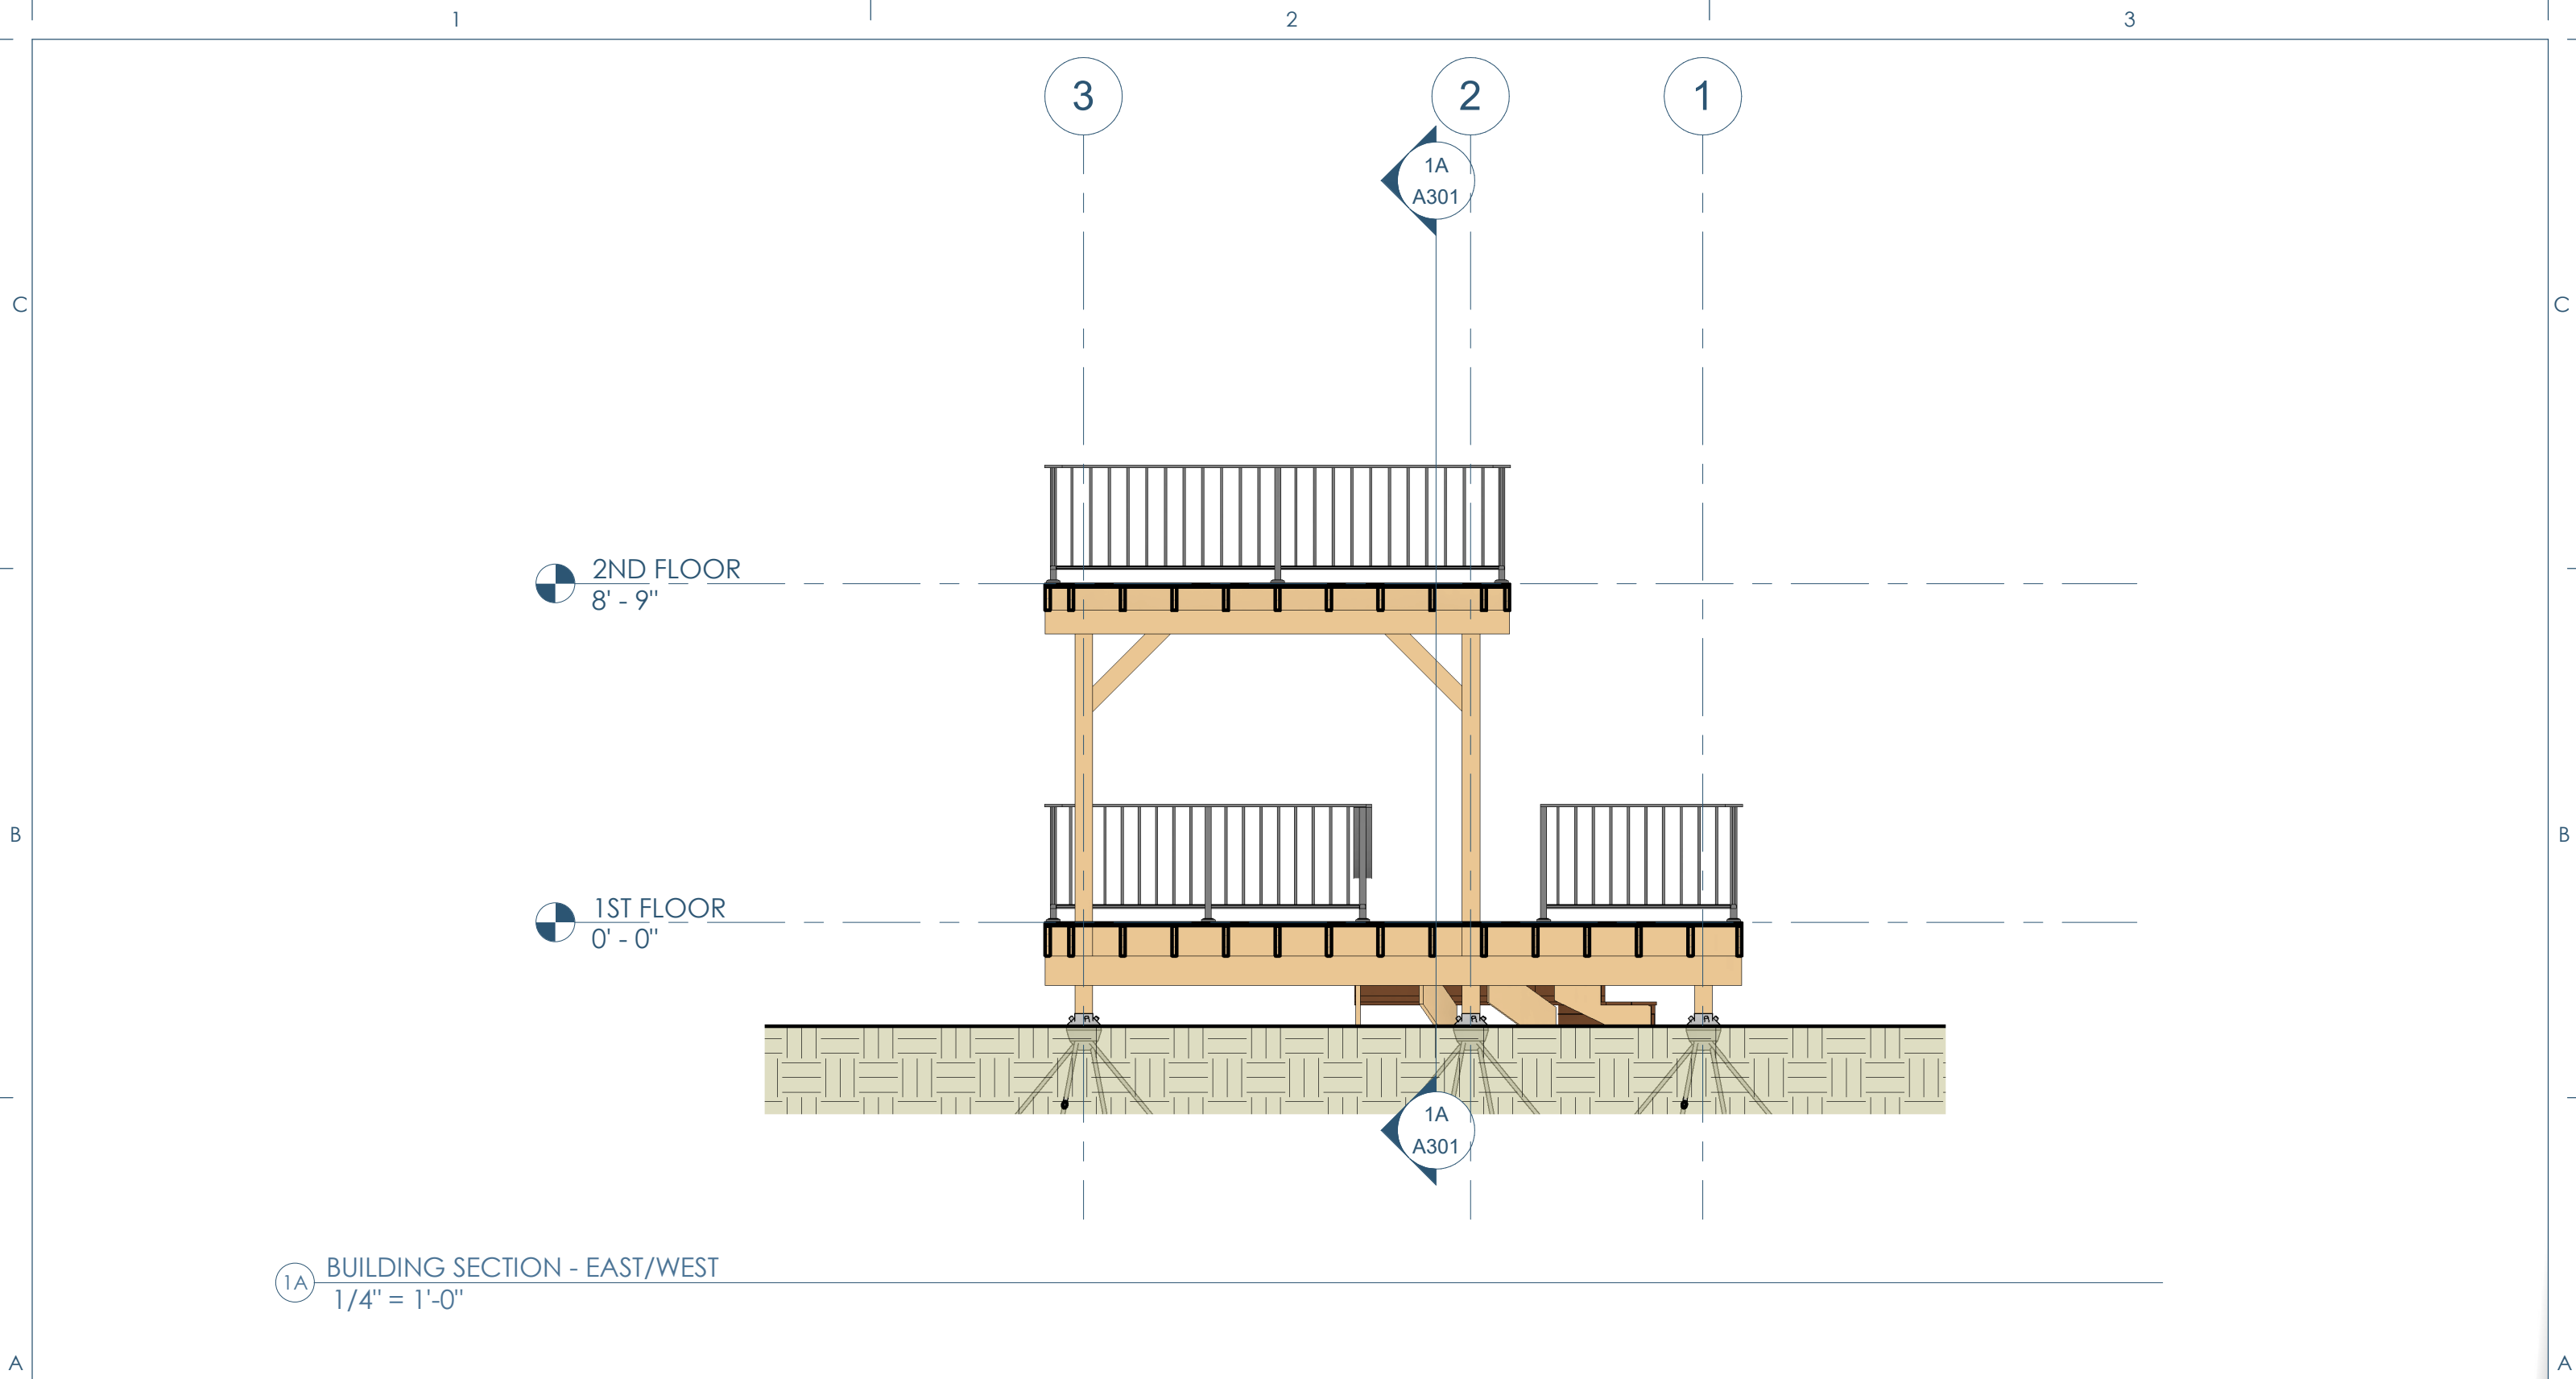 1
2
3
3
2
1
1A
A301
C
C
2ND FLOOR
8' - 9"
B
B
1ST FLOOR
0' - 0"
1A
A301
BUILDING SECTION - EAST/WEST
1A
1/4" = 1'-0"
A
A